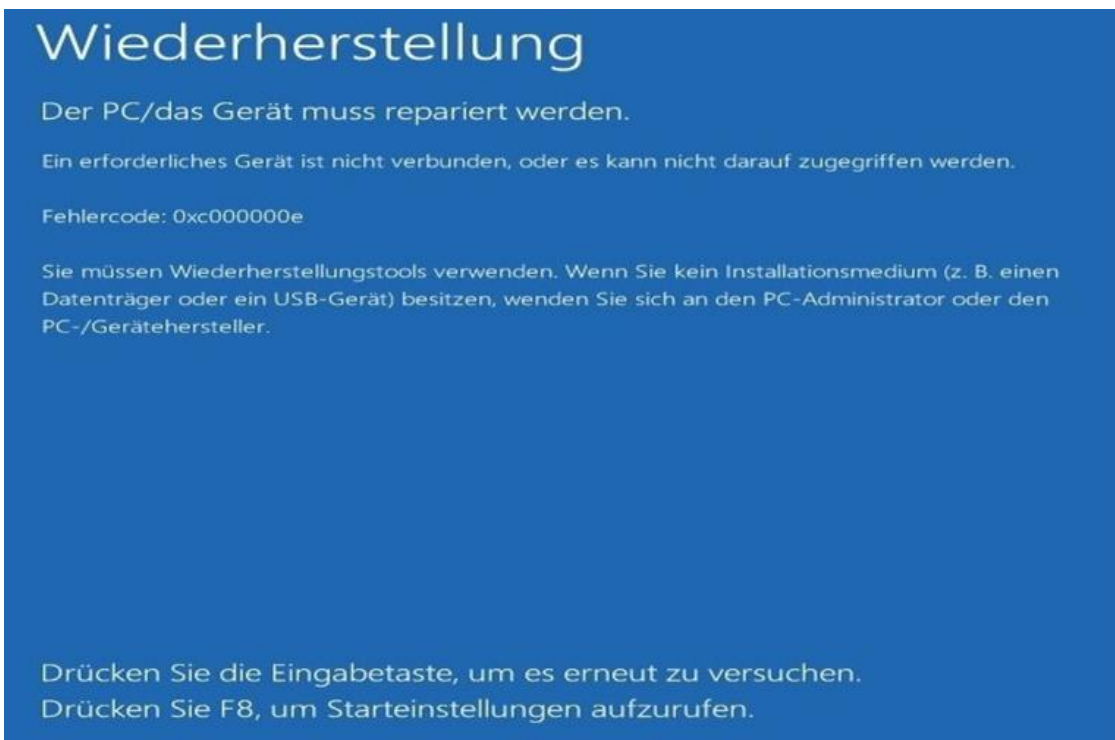 Wiederherstellung
Der PC/das Gerät muss repariert werden.
Ein erforderliches Gerät ist nicht verbunden, oder es kann nicht darauf zugegriffen werden.
Fehlercode: 0xc000000e
Sie müssen Wiederherstellungstools verwenden. Wenn Sie kein Installationsmedium (z. B. einen
Datenträger oder ein USB-Gerät) besitzen, wenden Sie sich an den PC-Administrator oder den
PC-/Gerätehersteller.
Drücken Sie die Eingabetaste, um es erneut zu versuchen.
Drücken Sie F8, um Starteinstellungen aufzurufen.